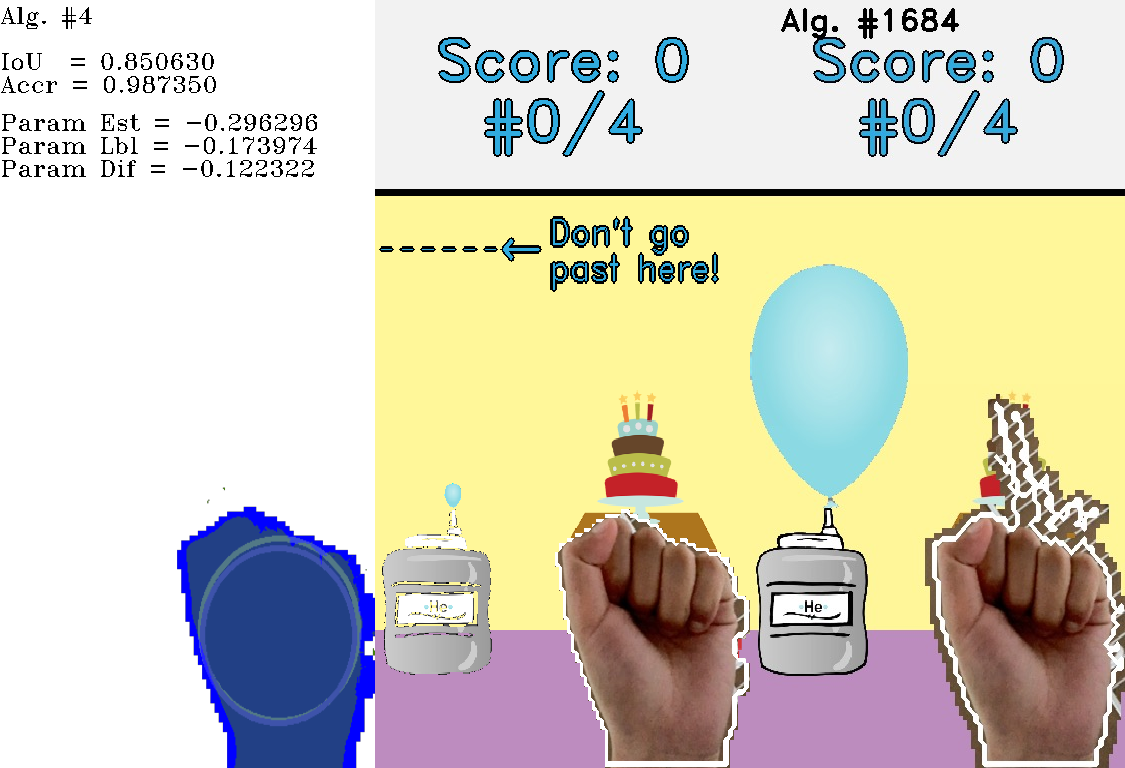 Alg. #4
IoU = 0.850630
Accr = 0.987350
Param Est = -0.296296
Param Lbl = -0.173974
Param Dif = -0.122322
Score: 0
#0/4
Alg. #1684
Score: 0
#0/4
Don't go
past here!
He
He